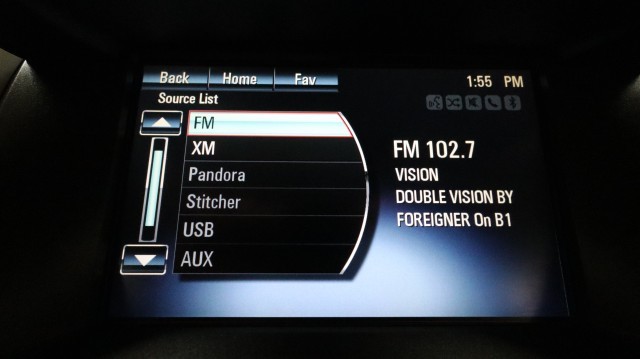 Back Home Fav 1:55 PM
Source List
FM
XM
Pandora
Stitcher
USB
AUX
FM 102.7
VISION
DOUBLE VISION BY
FOREIGNER On B1